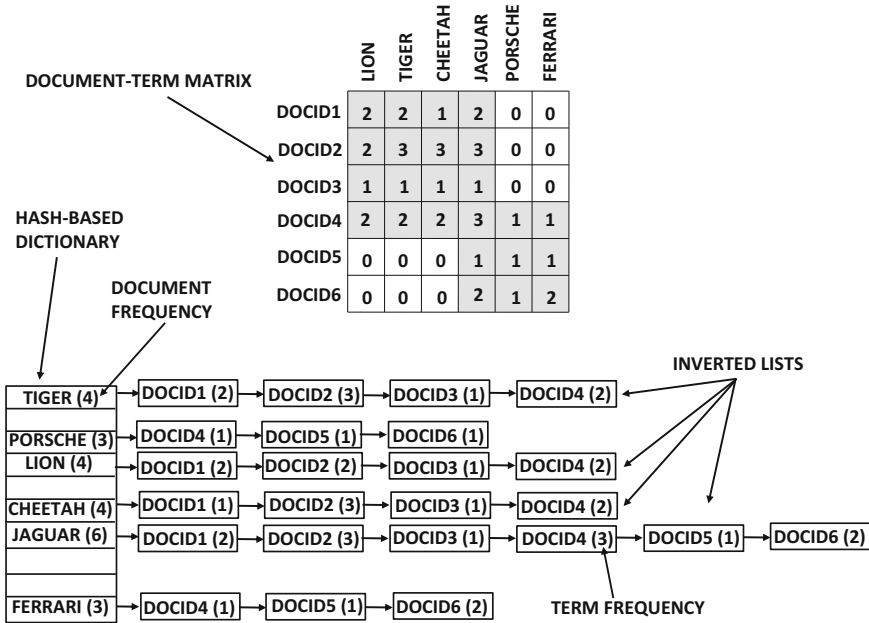 LION TIGER CHEETAH JAGUAR PORSCHE FERRARI
DOCUMENT-TERM MATRIX
DOCID1 2 2 1 2 0 0
DOCID2 2 3 3 3 0 0
DOCID3 1 1 1 1 0 0
DOCID4 2 2 2 3 1 1
DOCID5 0 0 0 1 1 1
DOCID6 0 0 0 2 1 2
HASH-BASED
DICTIONARY
DOCUMENT
FREQUENCY
INVERTED LISTS
TIGER (4) DOCID1 (2) DOCID2 (3) DOCID3 (1) DOCID4 (2)
PORSCHE (3) DOCID4 (1) DOCID5 (1) DOCID6 (1)
LION (4) DOCID1 (2) DOCID2 (2) DOCID3 (1) DOCID4 (2)
CHEETAH (4) DOCID1 (1) DOCID2 (3) DOCID3 (1) DOCID4 (2)
JAGUAR (6) DOCID1 (2) DOCID2 (3) DOCID3 (1) DOCID4 (3) DOCID5 (1) DOCID6 (2)
FERRARI (3) DOCID4 (1) DOCID5 (1) DOCID6 (2)
TERM FREQUENCY